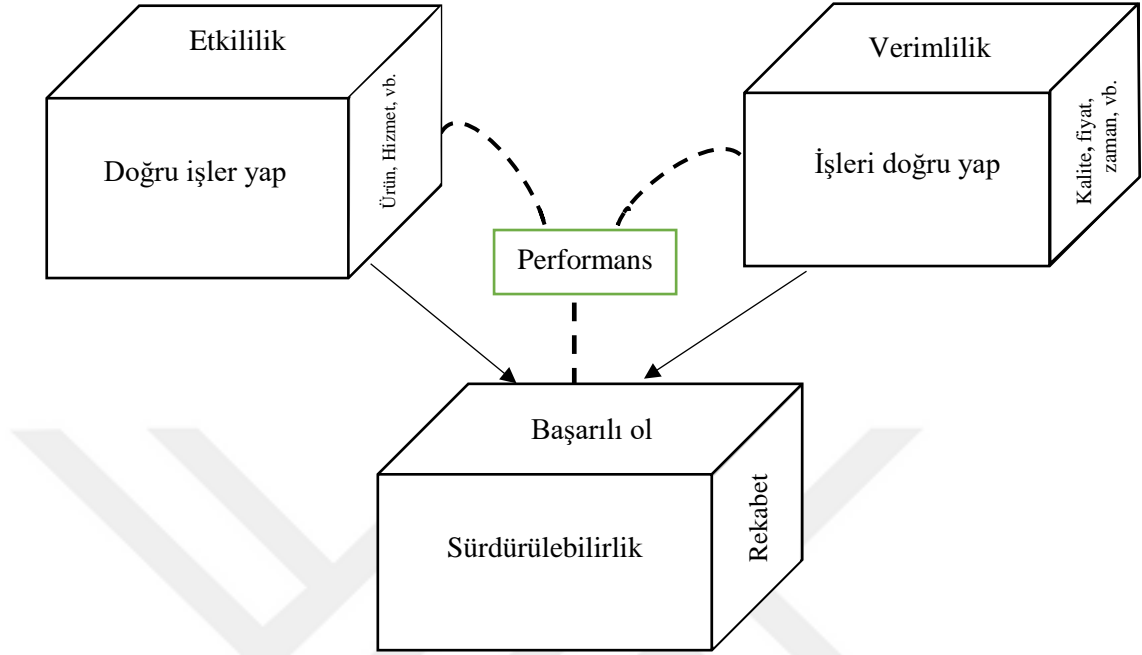 Etkililik
Verimlilik
Doğru işler yap
Ürün, Hizmet, vb.
İşleri doğru yap
Kalite, fiyat,
zaman, vb.
Performans
Başarılı ol
Sürdürülebilirlik
Rekabet